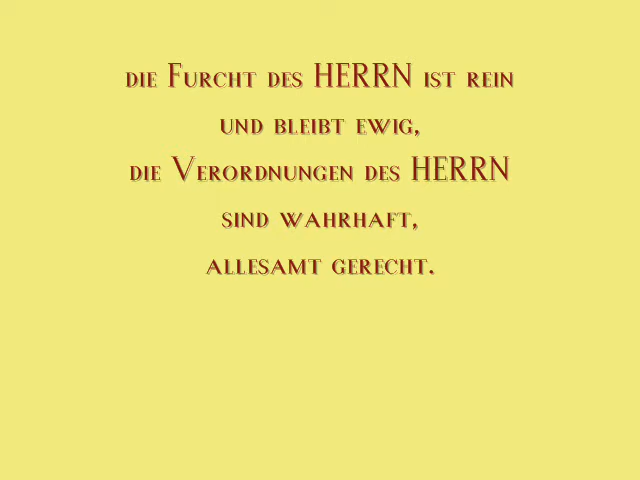 die Furcht des HERRN ist rein
und bleibt ewig,
die Verordnungen des HERRN
sind wahrhaft,
allesamt gerecht.